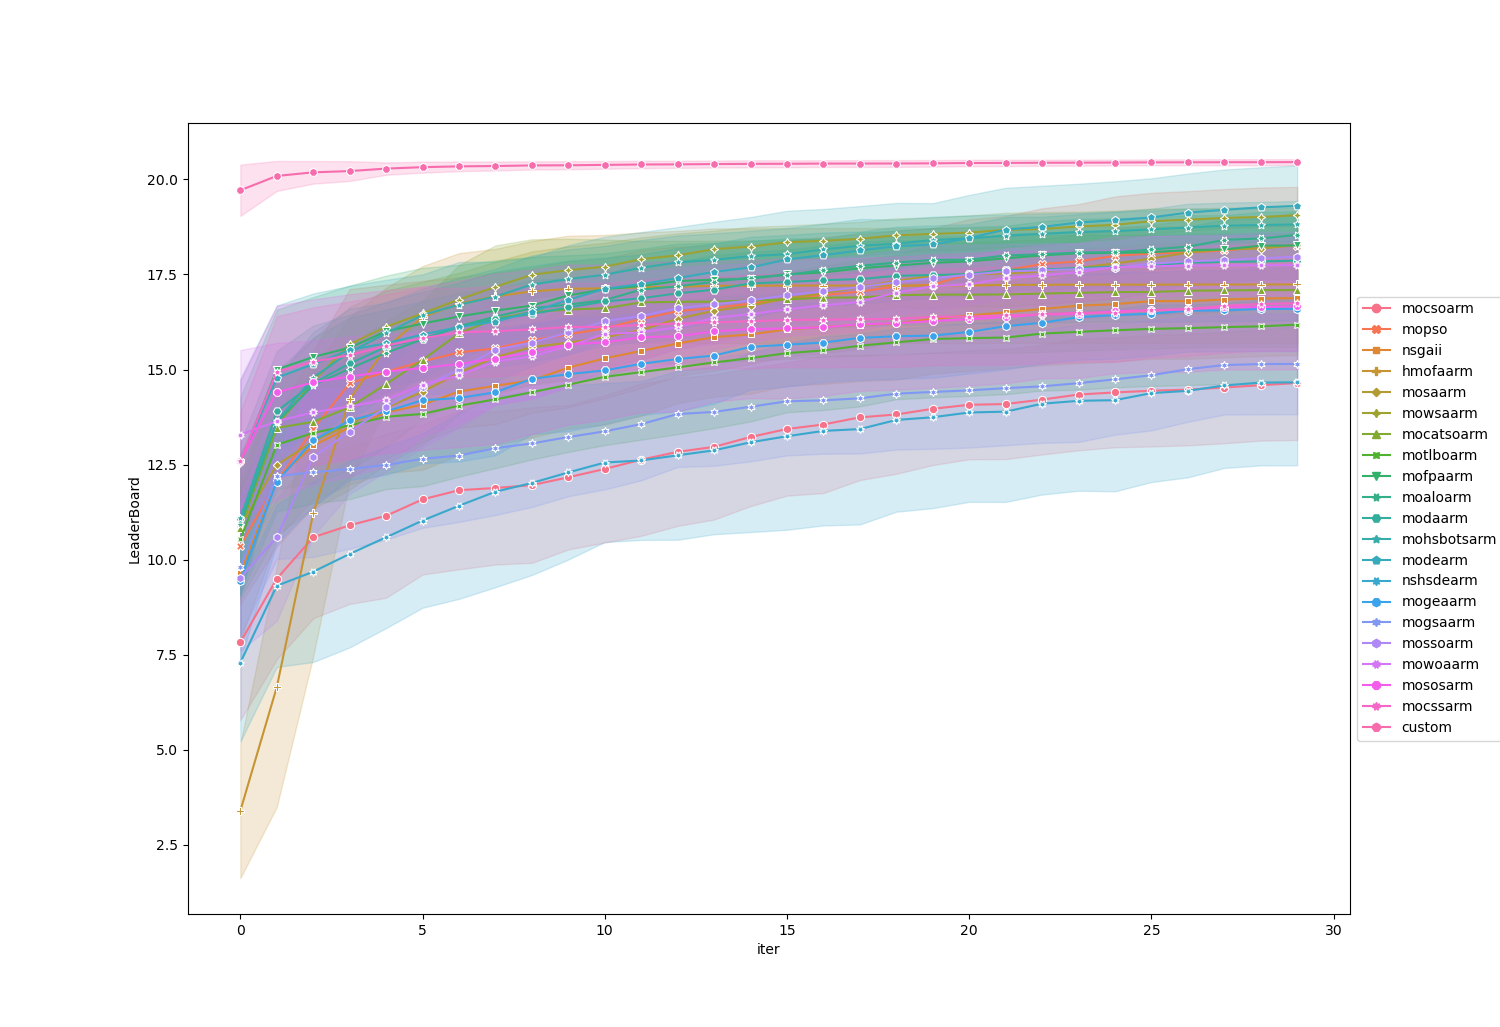 20.0
17.5
15.0
12.5
10.0
7.5
5.0
2.5
LeaderBoard
0
5
10
15
20
25
30
iter
mocsoarm
mopso
nsgaii
hmofaarm
mosaarm
mowsaarm
mocatsoarm
motlboarm
mofpaarm
moaloarm
modaarm
mohsbotsarm
modearm
nshsdearm
mogeaarm
mogsaarm
mossoarm
mowoaarm
mososarm
mocssarm
custom